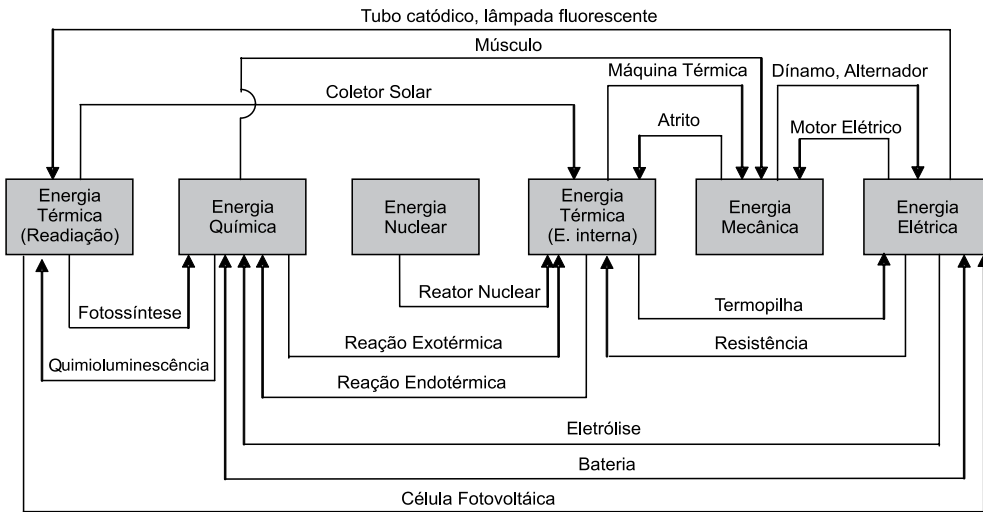 Tubo catódico, lâmpada fluorescente
Músculo
Máquina Térmica
Dínamo, Alternador
Coletor Solar
Atrito
Motor Elétrico
Energia
Térmica
(Readiação)
Energia
Química
Energia
Nuclear
Energia
Térmica
(E. interna)
Energia
Mecânica
Energia
Elétrica
Reator Nuclear
Fotossíntese
Termopilha
Reação Exotérmica
Resistência
Quimioluminescência
Reação Endotérmica
Eletrólise
Bateria
Célula Fotovoltáica